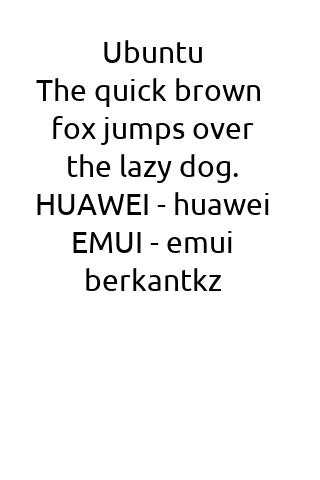 Ubuntu
The quick brown
fox jumps over
the lazy dog.
HUAWEI - huawei
EMUI - emui
berkantkz